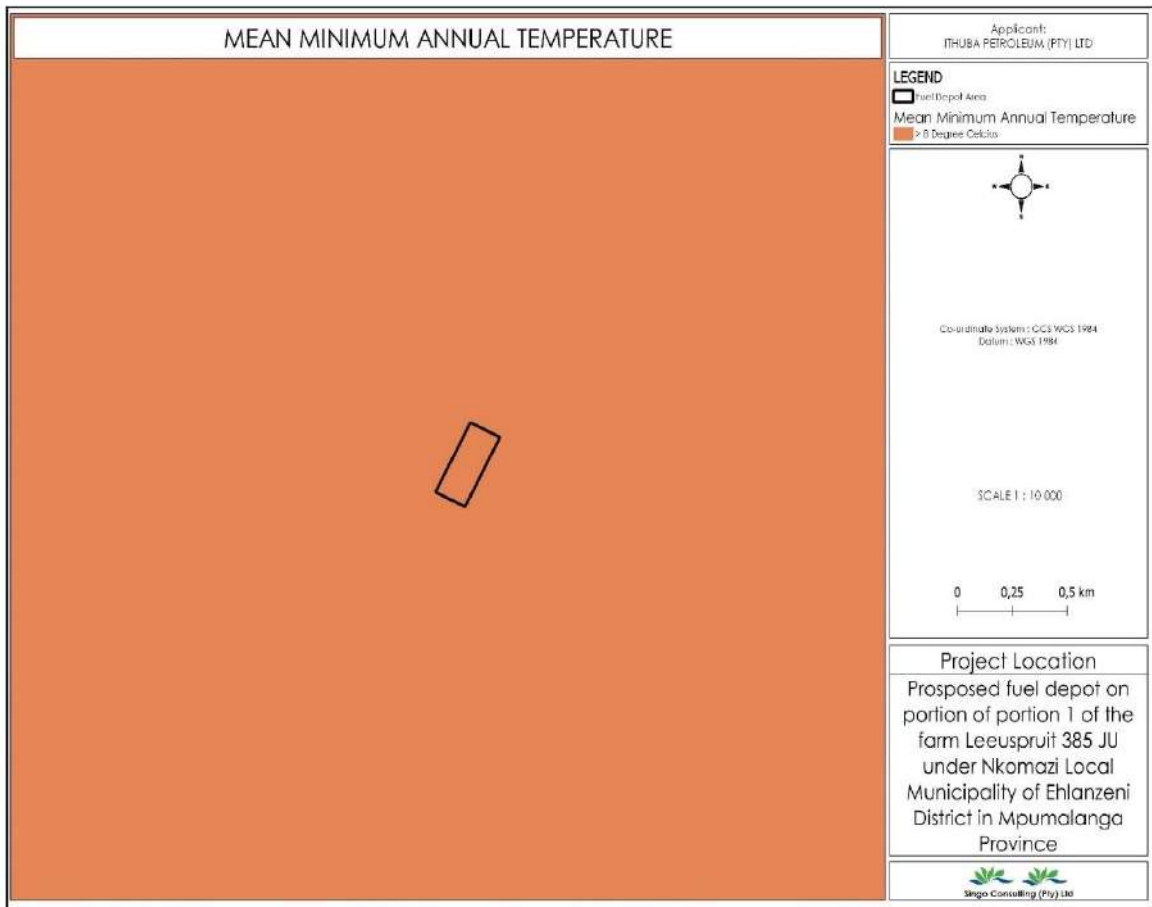 MEAN MINIMUM ANNUAL TEMPERATURE
Applicant:
ITHUBA PETROLEUM (PTY) LTD
LEGEND
Fuel Depot Area
Mean Minimum Annual Temperature
> 8 Degree Celcius
N
S
Co-ordinate System : GCS WGS 1984
Datum : WGS 1984
SCALE 1 : 10 000
0 0,25 0,5 km
Project Location
Prosposed fuel depot on
portion of portion 1 of the
farm Leeuspruit 385 JU
under Nkomazi Local
Municipality of Ehlanzeni
District in Mpumalanga
Province
Singo Consulting (Pty) Ltd